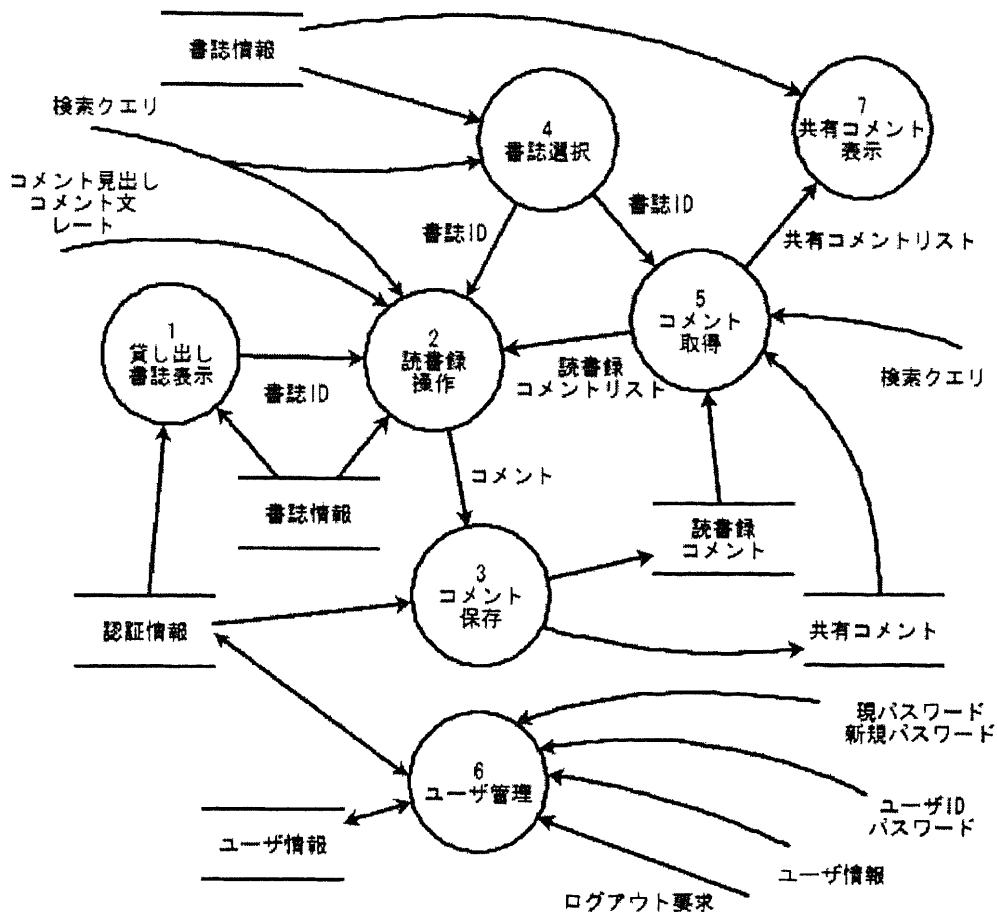 書誌情報
検索クエリ
4
書誌選択
7
共有コメント
表示
コメント見出し
コメント文
レート
書誌ID
書誌ID
共有コメントリスト
1
貸し出し
書誌表示
2
読書録
操作
5
コメント
取得
書誌ID
読書録
コメントリスト
検索クエリ
書誌情報
コメント
読書録
コメント
3
コメント
保存
認証情報
共有コメント
現パスワード
新規パスワード
6
ユーザ管理
ユーザID
パスワード
ユーザ情報
ユーザ情報
ログアウト要求